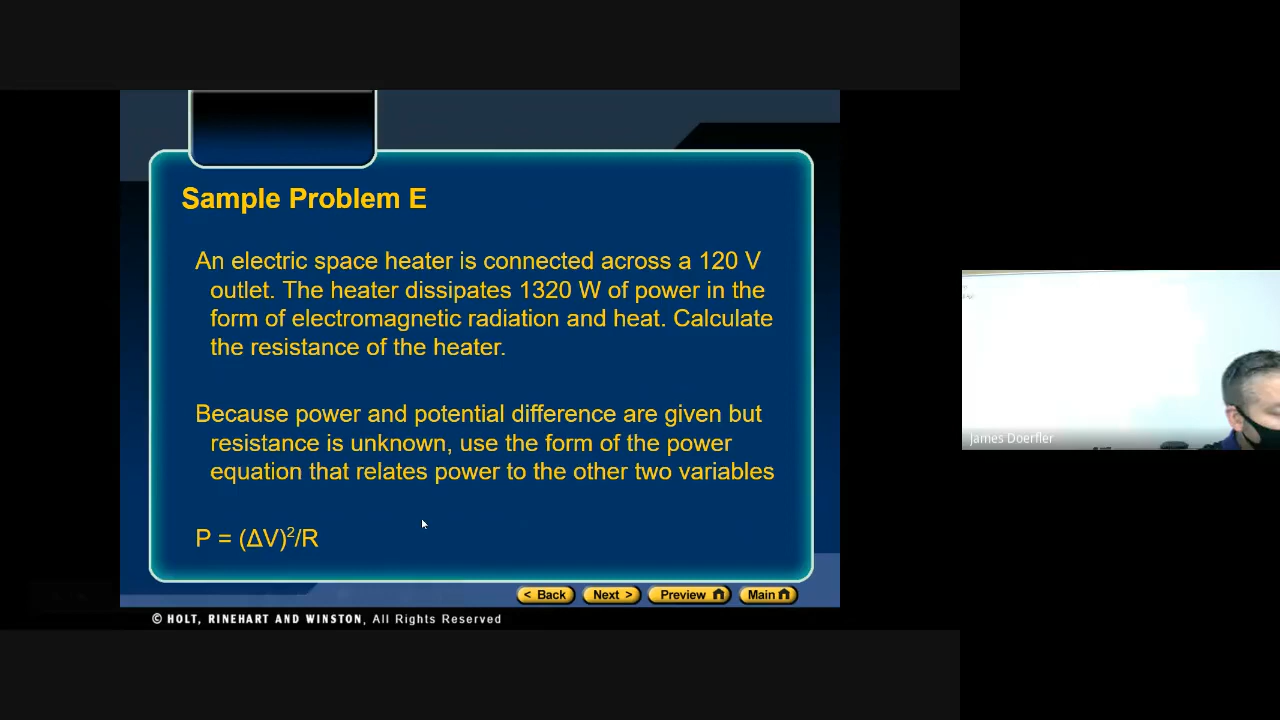 Sample Problem E
An electric space heater is connected across a 120 V
outlet. The heater dissipates 1320 W of power in the
form of electromagnetic radiation and heat. Calculate
the resistance of the heater.
Because power and potential difference are given but
resistance is unknown, use the form of the power
equation that relates power to the other two variables
P = (ΔV)²/R
< Back
Next >
Preview
Main
© HOLT, RINEHART AND WINSTON, All Rights Reserved
James Doerfler